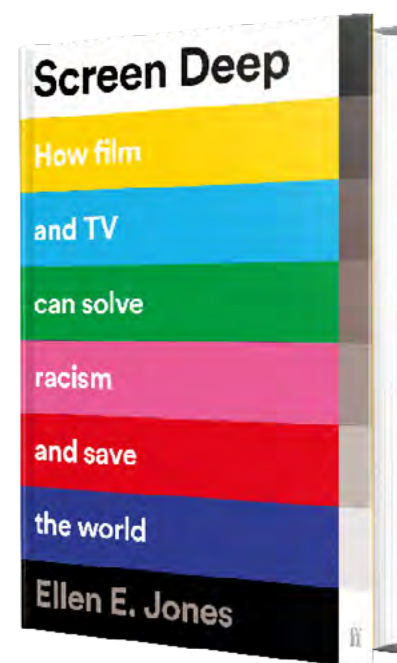 Screen Deep
How film
and TV
can solve
racism
and save
the world
Ellen E. Jones
ff